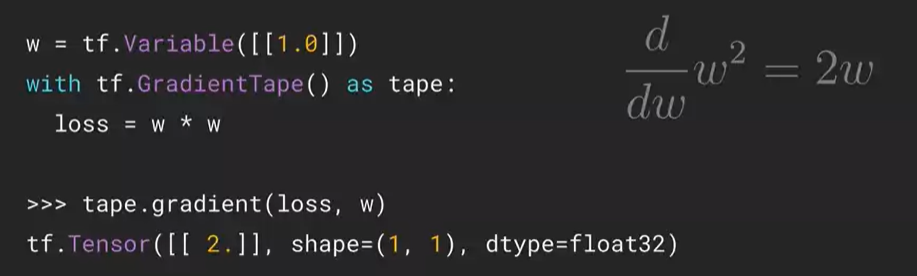 w = tf.Variable([[1.0]])
with tf.GradientTape() as tape:
  loss = w * w
d/dw w² = 2w
>>> tape.gradient(loss, w)
tf.Tensor([[ 2.]], shape=(1, 1), dtype=float32)